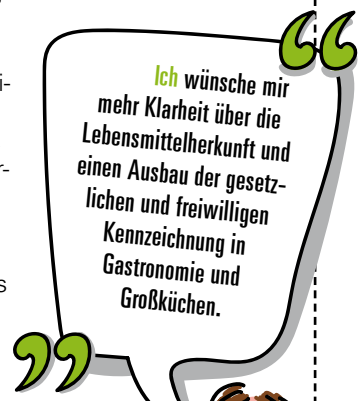 i-
r-
s
Ich wünsche mir
mehr Klarheit über die
Lebensmittelherkunft und
einen Ausbau der gesetz-
lichen und freiwilligen
Kennzeichnung in
Gastronomie und
Großküchen.